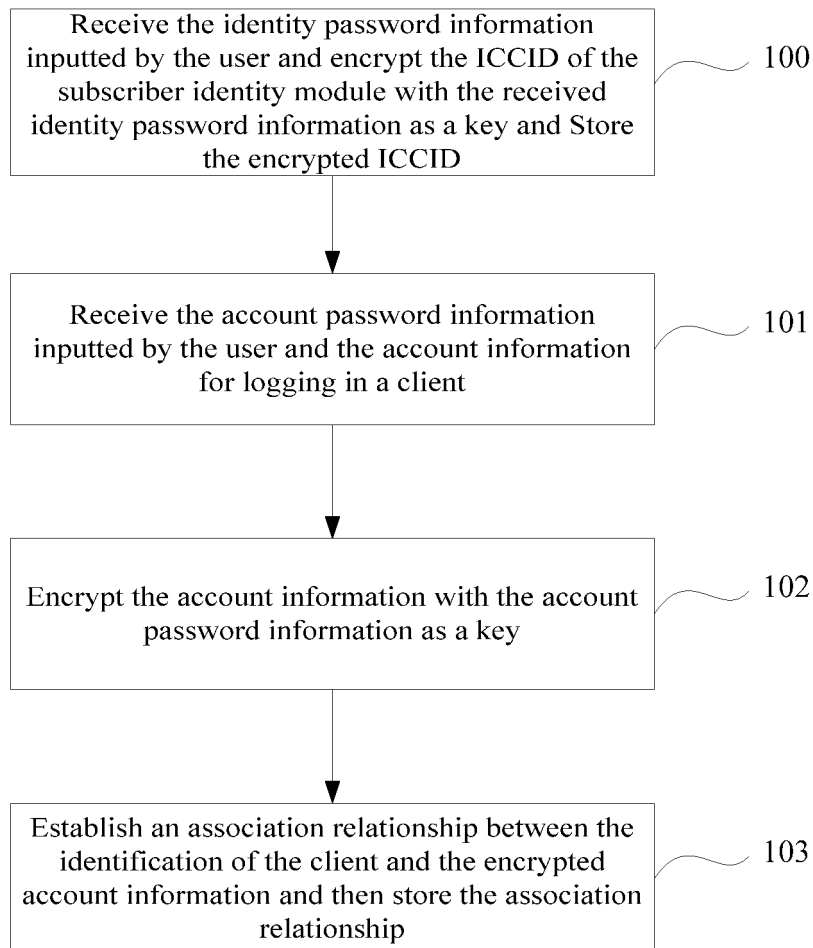 Receive the identity password information
inputted by the user and encrypt the ICCID of the
subscriber identity module with the received
identity password information as a key and Store
the encrypted ICCID
100
Receive the account password information
inputted by the user and the account information
for logging in a client
101
Encrypt the account information with the account
password information as a key
102
Establish an association relationship between the
identification of the client and the encrypted
account information and then store the association
relationship
103